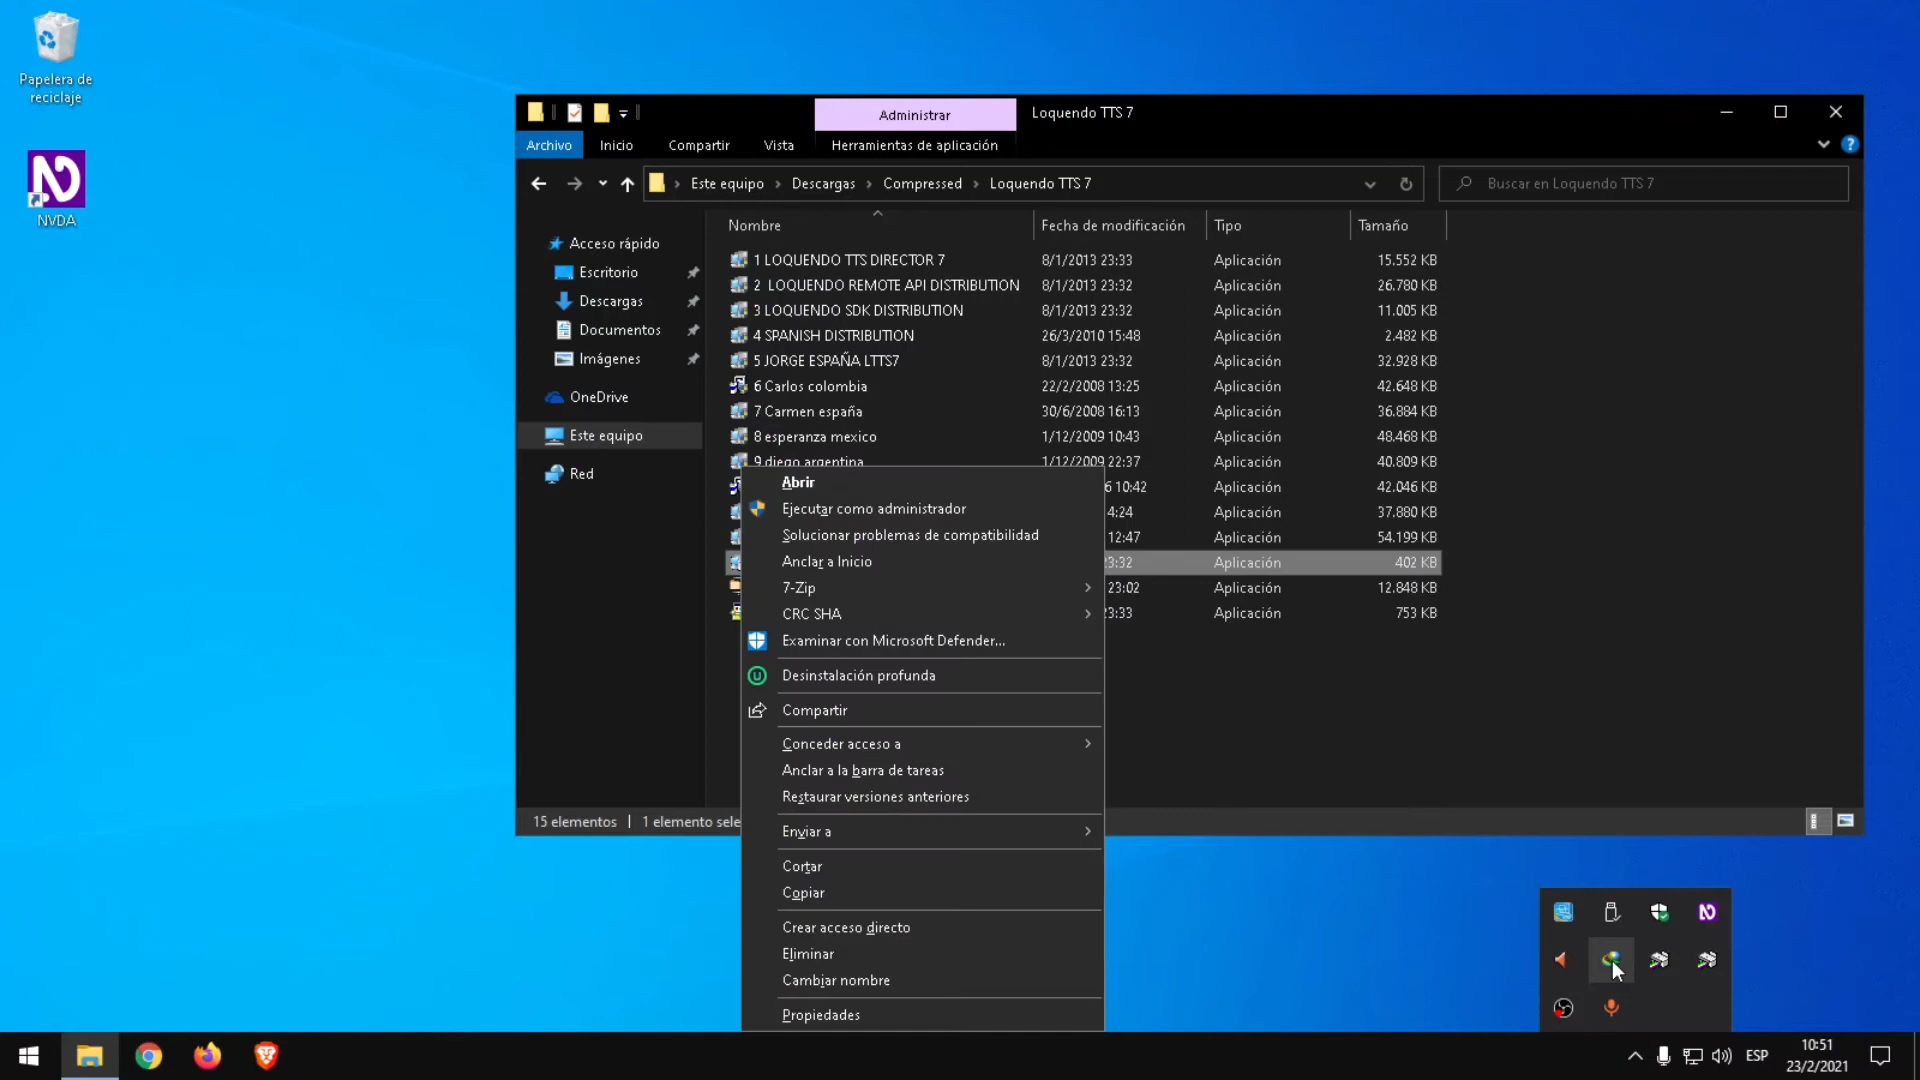 Papelera de
reciclaje
NVDA
Administrar
Loquendo TTS 7
Archivo
Inicio
Compartir
Vista
Herramientas de aplicación
Este equipo
Descargas
Compressed
Loquendo TTS 7
Buscar en Loquendo TTS 7
Nombre
Fecha de modificación
Tipo
Tamaño
Acceso rápido
Escritorio
Descargas
Documentos
Imágenes
OneDrive
Este equipo
Red
1 LOQUENDO TTS DIRECTOR 7 8/1/2013 23:33 Aplicación 15.552 KB
2 LOQUENDO REMOTE API DISTRIBUTION 8/1/2013 23:32 Aplicación 26.780 KB
3 LOQUENDO SDK DISTRIBUTION 8/1/2013 23:32 Aplicación 11.005 KB
4 SPANISH DISTRIBUTION 26/3/2010 15:48 Aplicación 2.482 KB
5 JORGE ESPAÑA LTTS7 8/1/2013 23:32 Aplicación 32.928 KB
6 Carlos colombia 22/2/2008 13:25 Aplicación 42.648 KB
7 Carmen españa 30/6/2008 16:13 Aplicación 36.884 KB
8 esperanza mexico 1/12/2009 10:43 Aplicación 48.468 KB
9 diego argentina 1/12/2009 22:37 Aplicación 40.809 KB
6 10:42 Aplicación 42.046 KB
4:24 Aplicación 37.880 KB
12:47 Aplicación 54.199 KB
23:32 Aplicación 402 KB
23:02 Aplicación 12.848 KB
23:33 Aplicación 753 KB
Abrir
Ejecutar como administrador
Solucionar problemas de compatibilidad
Anclar a Inicio
7-Zip
CRC SHA
Examinar con Microsoft Defender...
Desinstalación profunda
Compartir
Conceder acceso a
Anclar a la barra de tareas
Restaurar versiones anteriores
Enviar a
Cortar
Copiar
Crear acceso directo
Eliminar
Cambiar nombre
Propiedades
15 elementos
1 elemento sele
ESP
10:51
23/2/2021